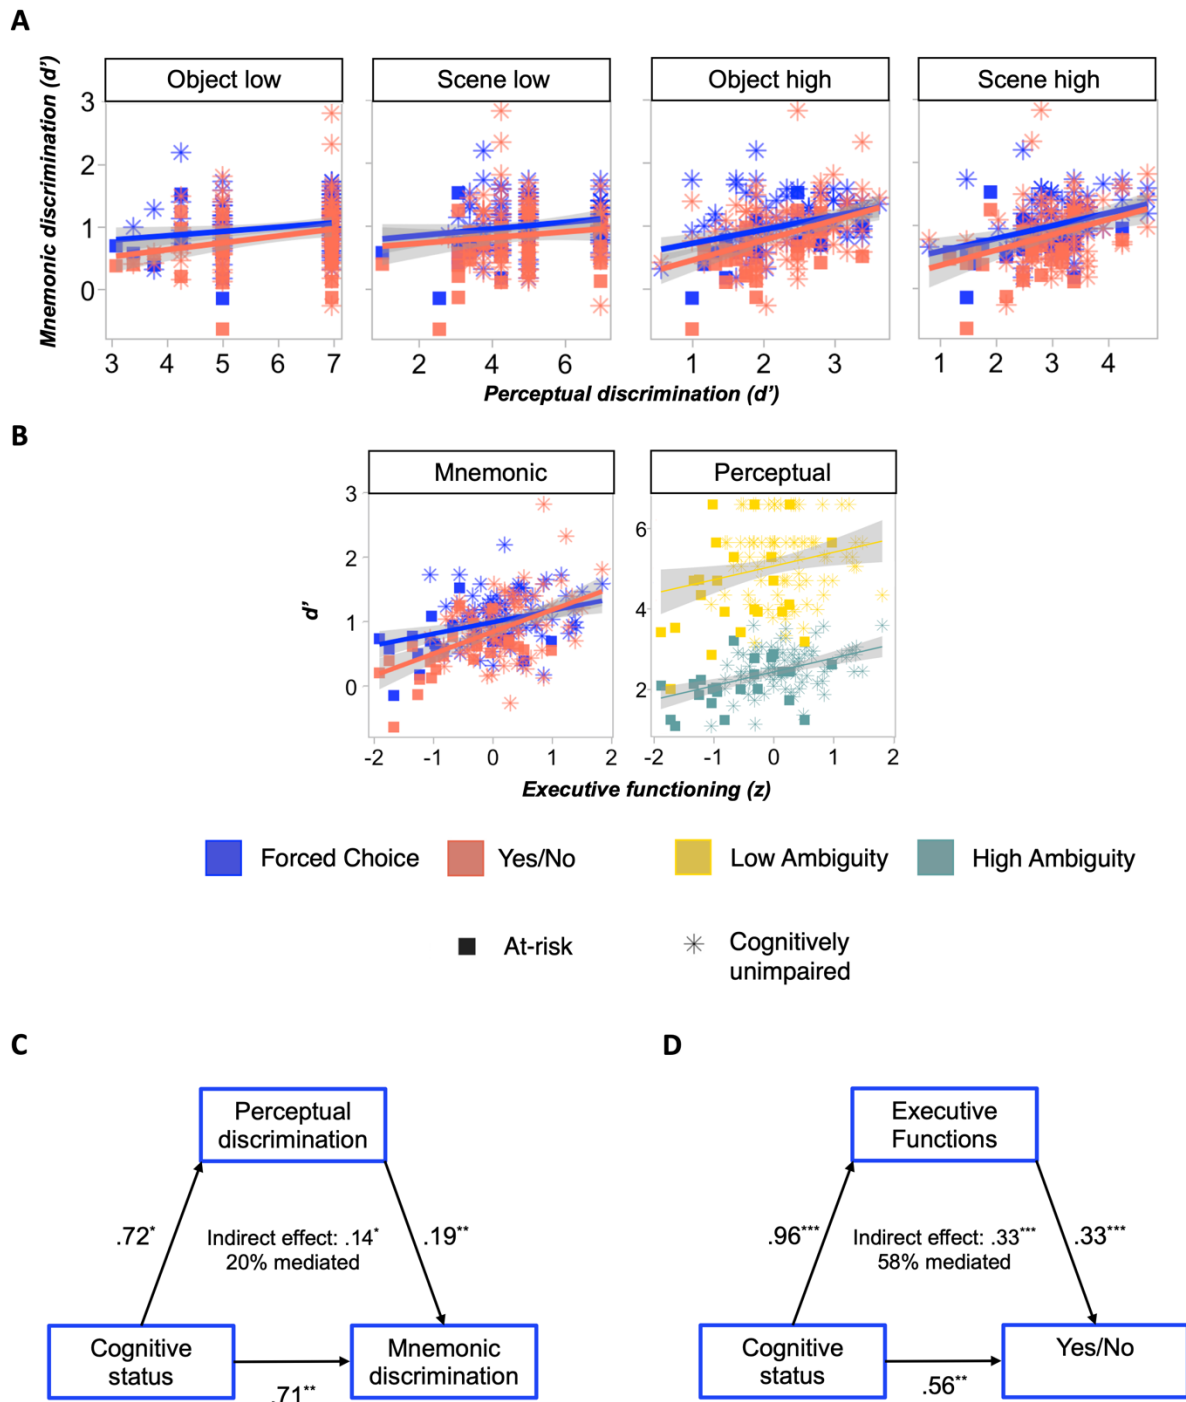 A
Object low
Scene low
Object high
Scene high
Mnemonic discrimination (d')
3
2
1
0
3 4 5 6 7
2 4 6
1 2 3
1 2 3 4
Perceptual discrimination (d')
B
Mnemonic
Perceptual
d'
3
2
1
0
6
4
2
-2 -1 0 1 2
-2 -1 0 1 2
Executive functioning (z)
Forced Choice
Yes/No
Low Ambiguity
High Ambiguity
At-risk
Cognitively
unimpaired
C
Perceptual
discrimination
.72*
Indirect effect: .14*
20% mediated
.19**
Cognitive
status
Mnemonic
discrimination
.71**
D
Executive
Functions
.96***
Indirect effect: .33***
58% mediated
.33***
Cognitive
status
Yes/No
.56**